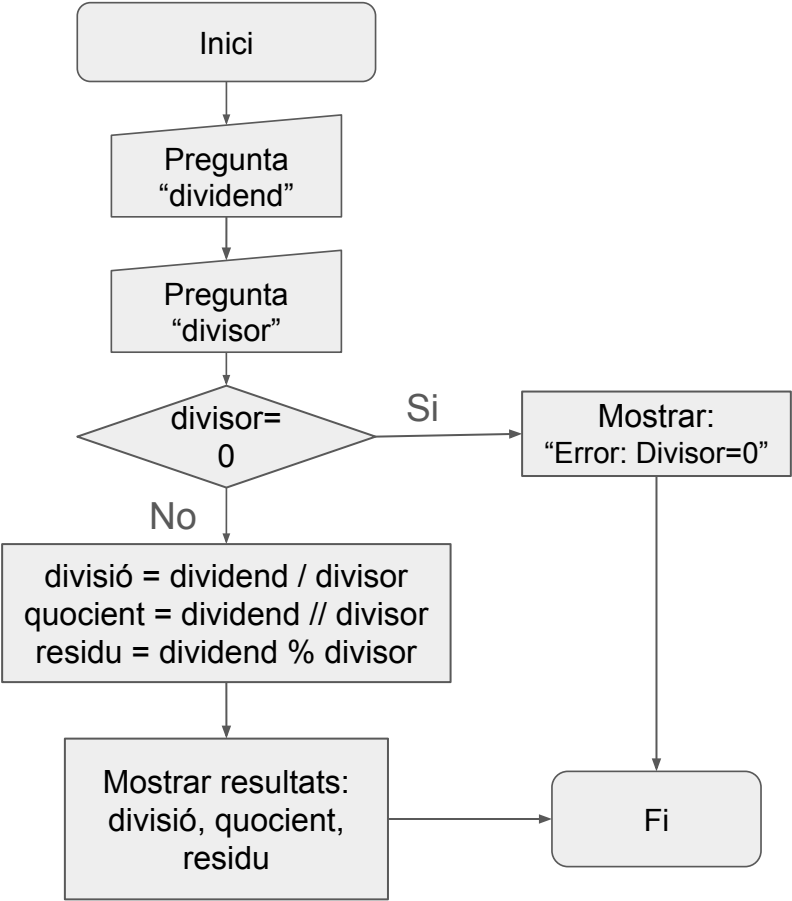 Inici
Pregunta
“dividend”
Pregunta
“divisor”
divisor=
0
Si
Mostrar:
“Error: Divisor=0”
No
divisió = dividend / divisor
quocient = dividend // divisor
residu = dividend % divisor
Mostrar resultats:
divisió, quocient,
residu
Fi